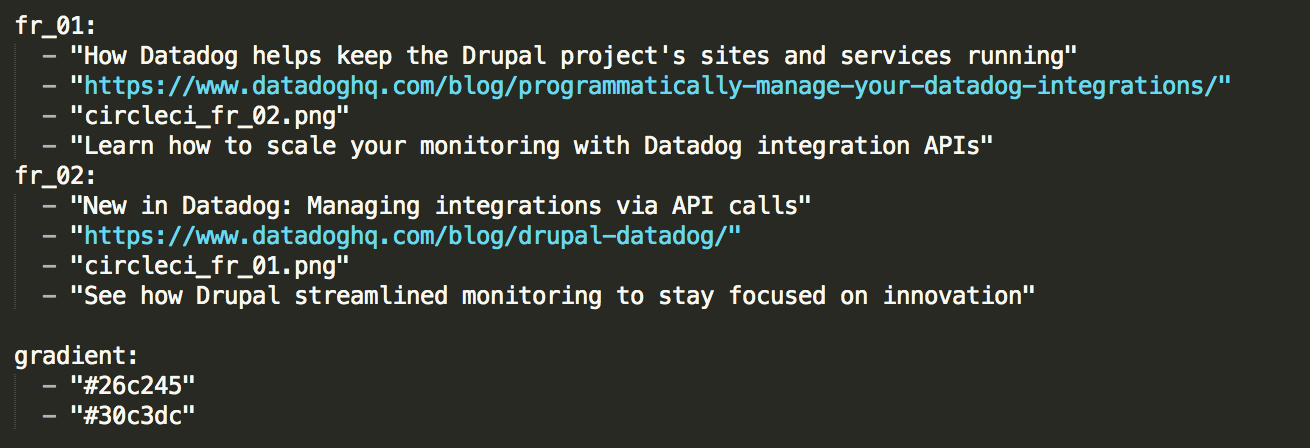 fr_01:
- "How Datadog helps keep the Drupal project's sites and services running"
- "https://www.datadoghq.com/blog/programmatically-manage-your-datadog-integrations/"
- "circleci_fr_02.png"
- "Learn how to scale your monitoring with Datadog integration APIs"
fr_02:
- "New in Datadog: Managing integrations via API calls"
- "https://www.datadoghq.com/blog/drupal-datadog/"
- "circleci_fr_01.png"
- "See how Drupal streamlined monitoring to stay focused on innovation"
gradient:
- "#26c245"
- "#30c3dc"